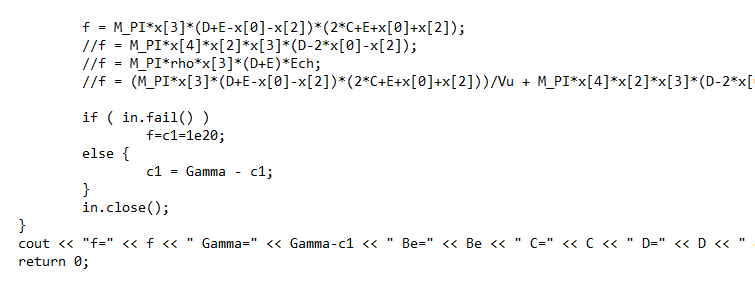 f = M_PI*x[3]*(D+E-x[0]-x[2])*(2*C+E+x[0]+x[2]);
//f = M_PI*x[4]*x[2]*x[3]*(D-2*x[0]-x[2]);
//f = M_PI*rho*x[3]*(D+E)*Ech;
//f = (M_PI*x[3]*(D+E-x[0]-x[2])*(2*C+E+x[0]+x[2]))/Vu + M_PI*x[4]*x[2]*x[3]*(D-2*x[
if ( in.fail() )
f=c1=1e20;
else {
c1 = Gamma - c1;
}
in.close();
}
cout << "f=" << f << " Gamma=" << Gamma-c1 << " Be=" << Be << " C=" << C << " D=" << D << "
return 0;